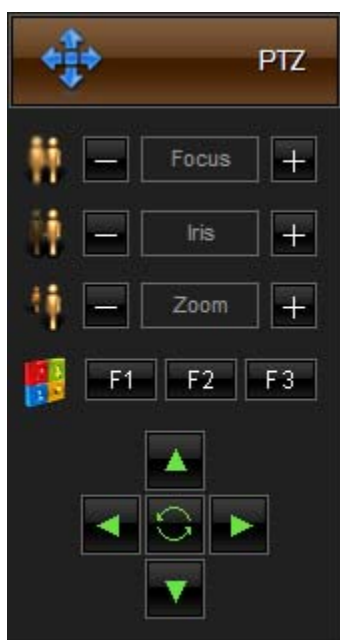 PTZ
− Focus +
− Iris +
− Zoom +
F1 F2 F3